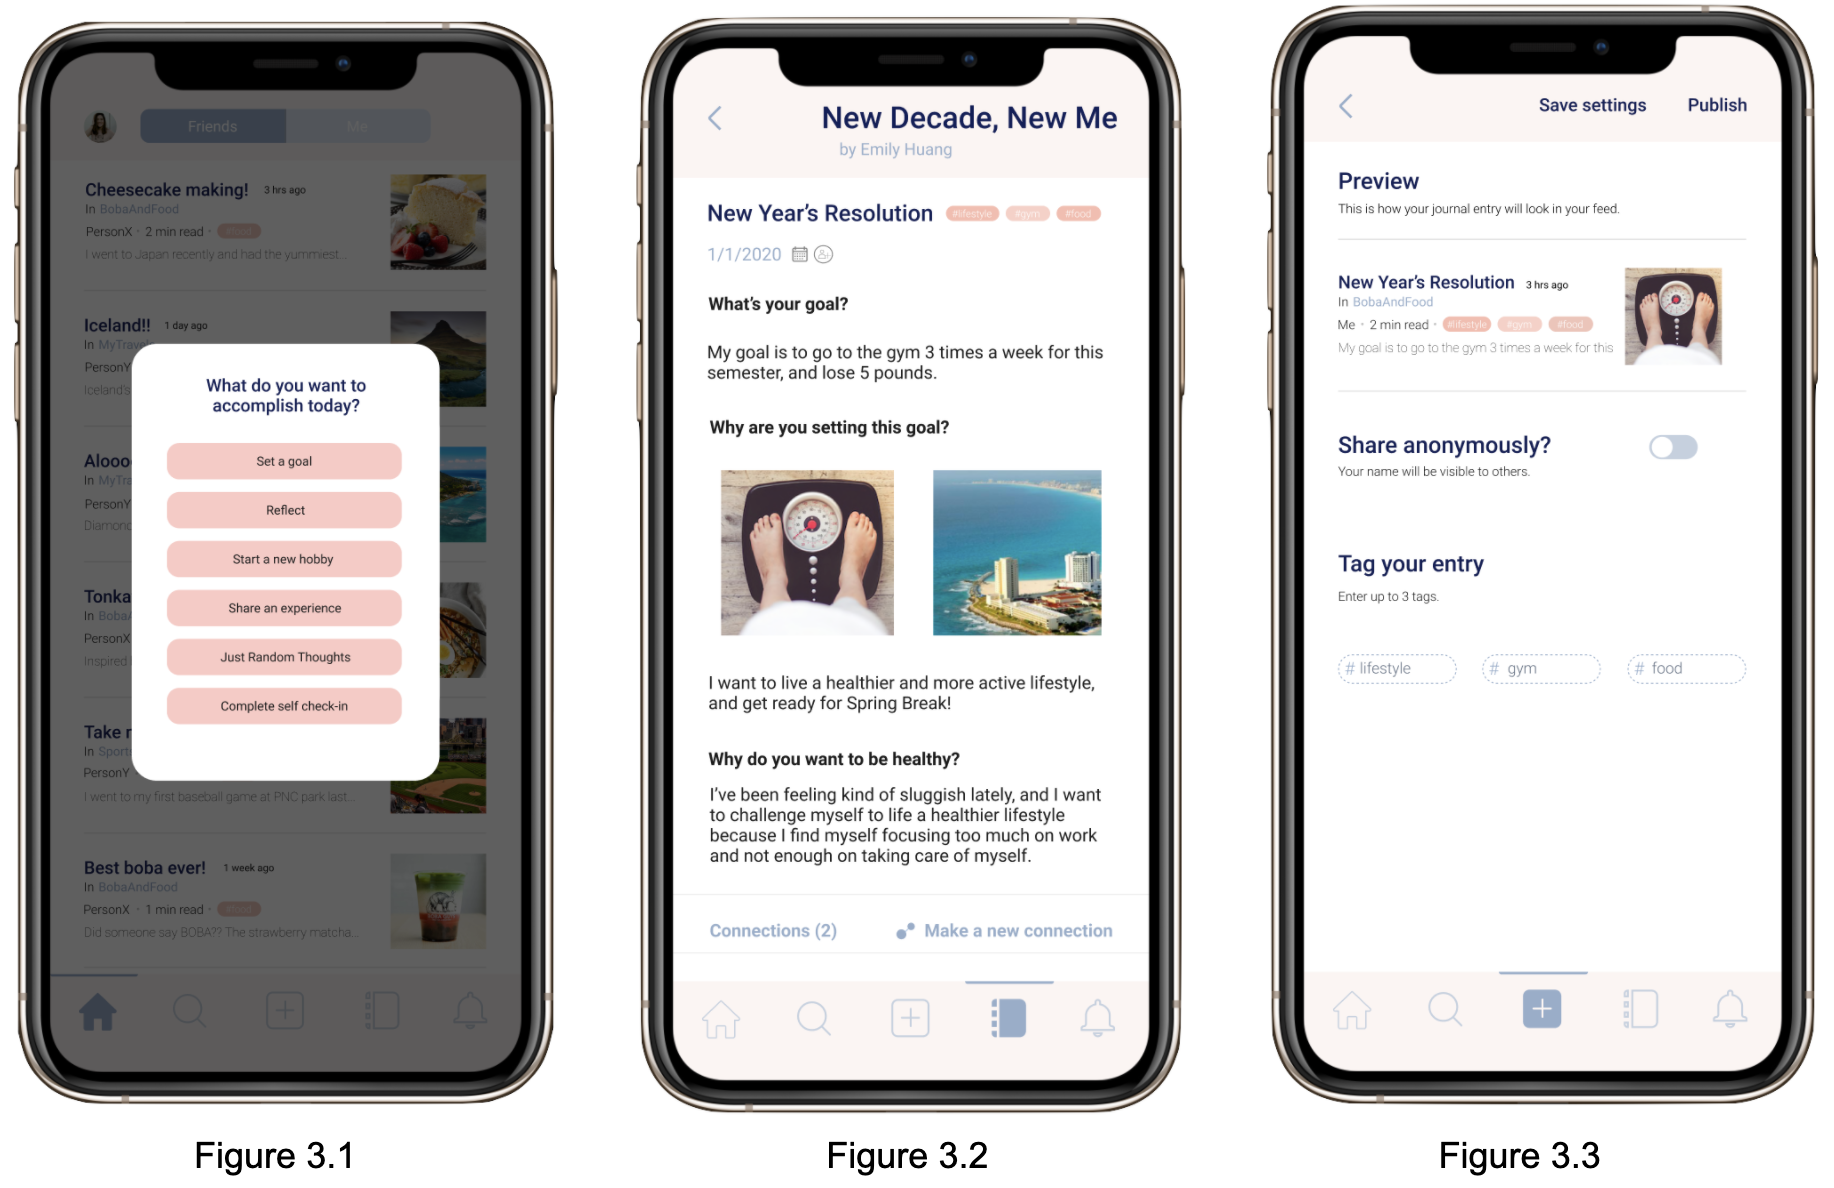 Friends
Me
Cheesecake making! 3 hrs ago
In BobaAndFood
PersonX · 2 min read · #food
I went to Japan recently and had the yummiest...
Iceland!! 1 day ago
In MyTravels
PersonY
Iceland's
Alooo
In MyTra
PersonY
Diamond
Tonka
In Boba
PersonX
Inspired
Take
In Sport
PersonY
I went to my first baseball game at PNC park last...
Best boba ever! 1 week ago
In BobaAndFood
PersonX · 1 min read · #food
Did someone say BOBA?? The strawberry matcha...
What do you want to
accomplish today?
Set a goal
Reflect
Start a new hobby
Share an experience
Just Random Thoughts
Complete self check-in
Figure 3.1
New Decade, New Me
by Emily Huang
New Year's Resolution #lifestyle #gym #food
1/1/2020
What's your goal?
My goal is to go to the gym 3 times a week for this
semester, and lose 5 pounds.
Why are you setting this goal?
I want to live a healthier and more active lifestyle,
and get ready for Spring Break!
Why do you want to be healthy?
I've been feeling kind of sluggish lately, and I want
to challenge myself to life a healthier lifestyle
because I find myself focusing too much on work
and not enough on taking care of myself.
Connections (2) Make a new connection
Figure 3.2
Save settings Publish
Preview
This is how your journal entry will look in your feed.
New Year's Resolution 3 hrs ago
In BobaAndFood
Me · 2 min read · #lifestyle #gym #food
My goal is to go to the gym 3 times a week for this
Share anonymously?
Your name will be visible to others.
Tag your entry
Enter up to 3 tags.
# lifestyle # gym # food
Figure 3.3